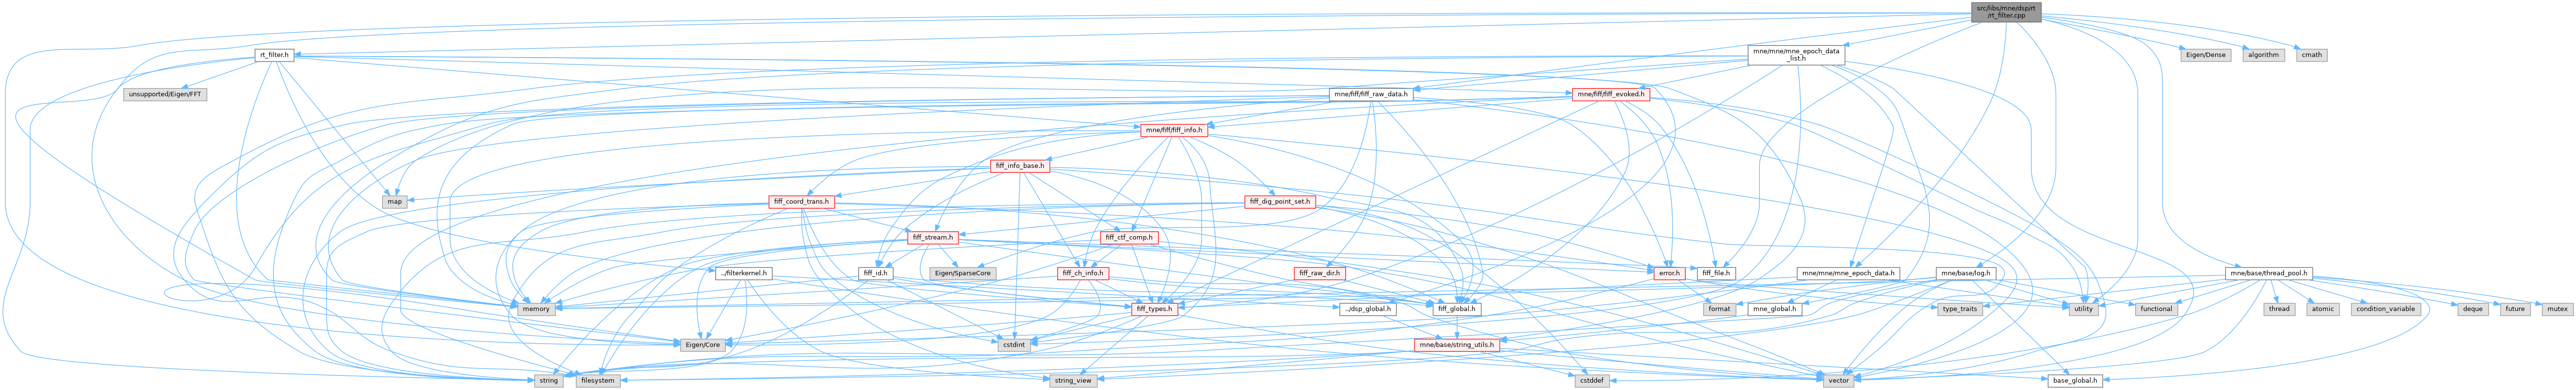 src/libs/mne/dsp/rt
/rt_filter.cpp
rt_filter.h
mne/mne/mne_epoch_data
_list.h
Eigen/Dense
algorithm
cmath
unsupported/Eigen/FFT
mne/fiff/fiff_raw_data.h
mne/fiff/fiff_evoked.h
mne/fiff/fiff_info.h
fiff_info_base.h
map
fiff_coord_trans.h
fiff_dig_point_set.h
fiff_stream.h
fiff_ctf_comp.h
../filterkernel.h
fiff_id.h
Eigen/SparseCore
fiff_ch_info.h
fiff_raw_dir.h
error.h
fiff_file.h
mne/mne/mne_epoch_data.h
mne/base/log.h
mne/base/thread_pool.h
memory
fiff_types.h
../dsp_global.h
fiff_global.h
format
mne_global.h
type_traits
utility
functional
thread
atomic
condition_variable
deque
future
mutex
Eigen/Core
cstdint
mne/base/string_utils.h
string
filesystem
string_view
cstddef
vector
base_global.h